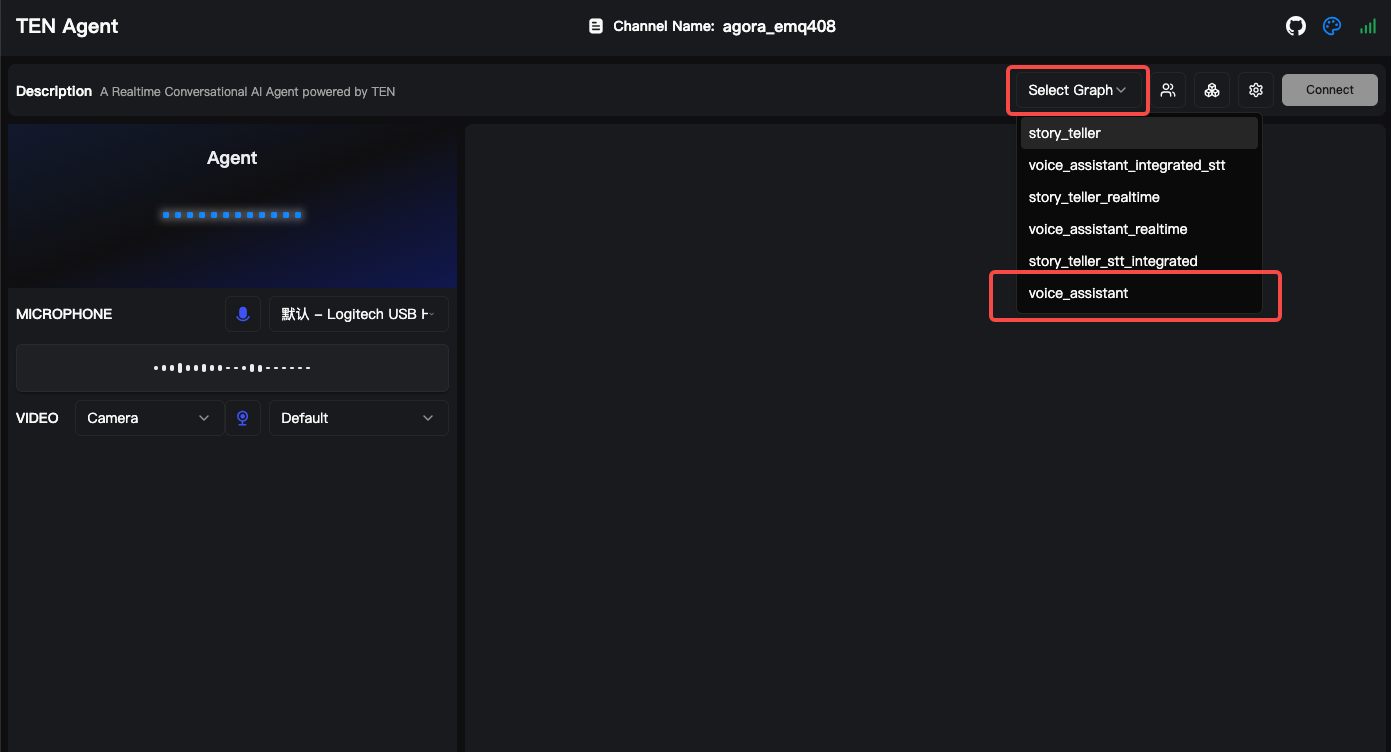 TEN Agent
Channel Name: agora_emq408
Description A Realtime Conversational AI Agent powered by TEN
Select Graph
Connect
story_teller
voice_assistant_integrated_stt
story_teller_realtime
voice_assistant_realtime
story_teller_stt_integrated
voice_assistant
Agent
MICROPHONE
默认 – Logitech USB H
VIDEO
Camera
Default